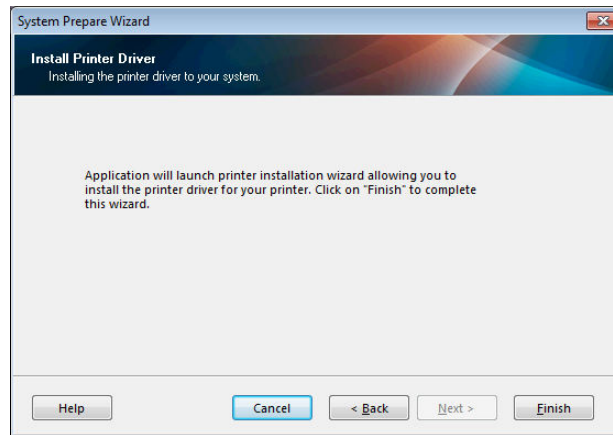 System Prepare Wizard
Install Printer Driver
Installing the printer driver to your system.
Application will launch printer installation wizard allowing you to
install the printer driver for your printer. Click on "Finish" to complete
this wizard.
Help
Cancel
< Back
Next >
Finish